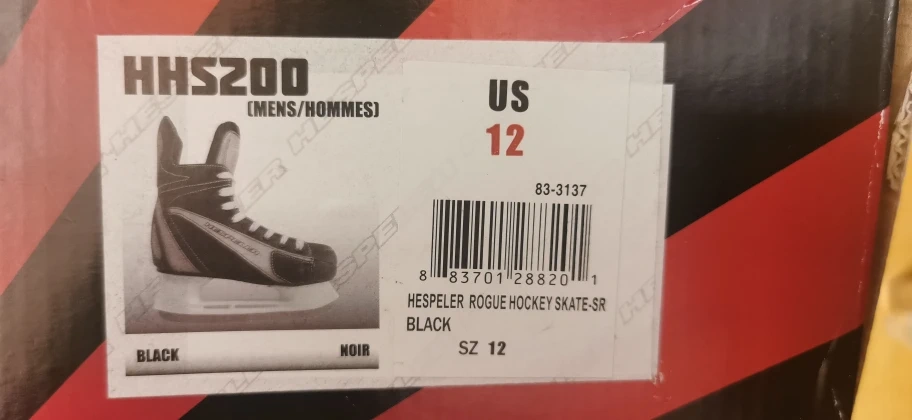 HHS200
(MENS/HOMMES)
HESPELER
BLACK
NOIR
US
12
83-3137
8 83701 28820 1
HESPELER ROGUE HOCKEY SKATE-SR
BLACK
SZ 12